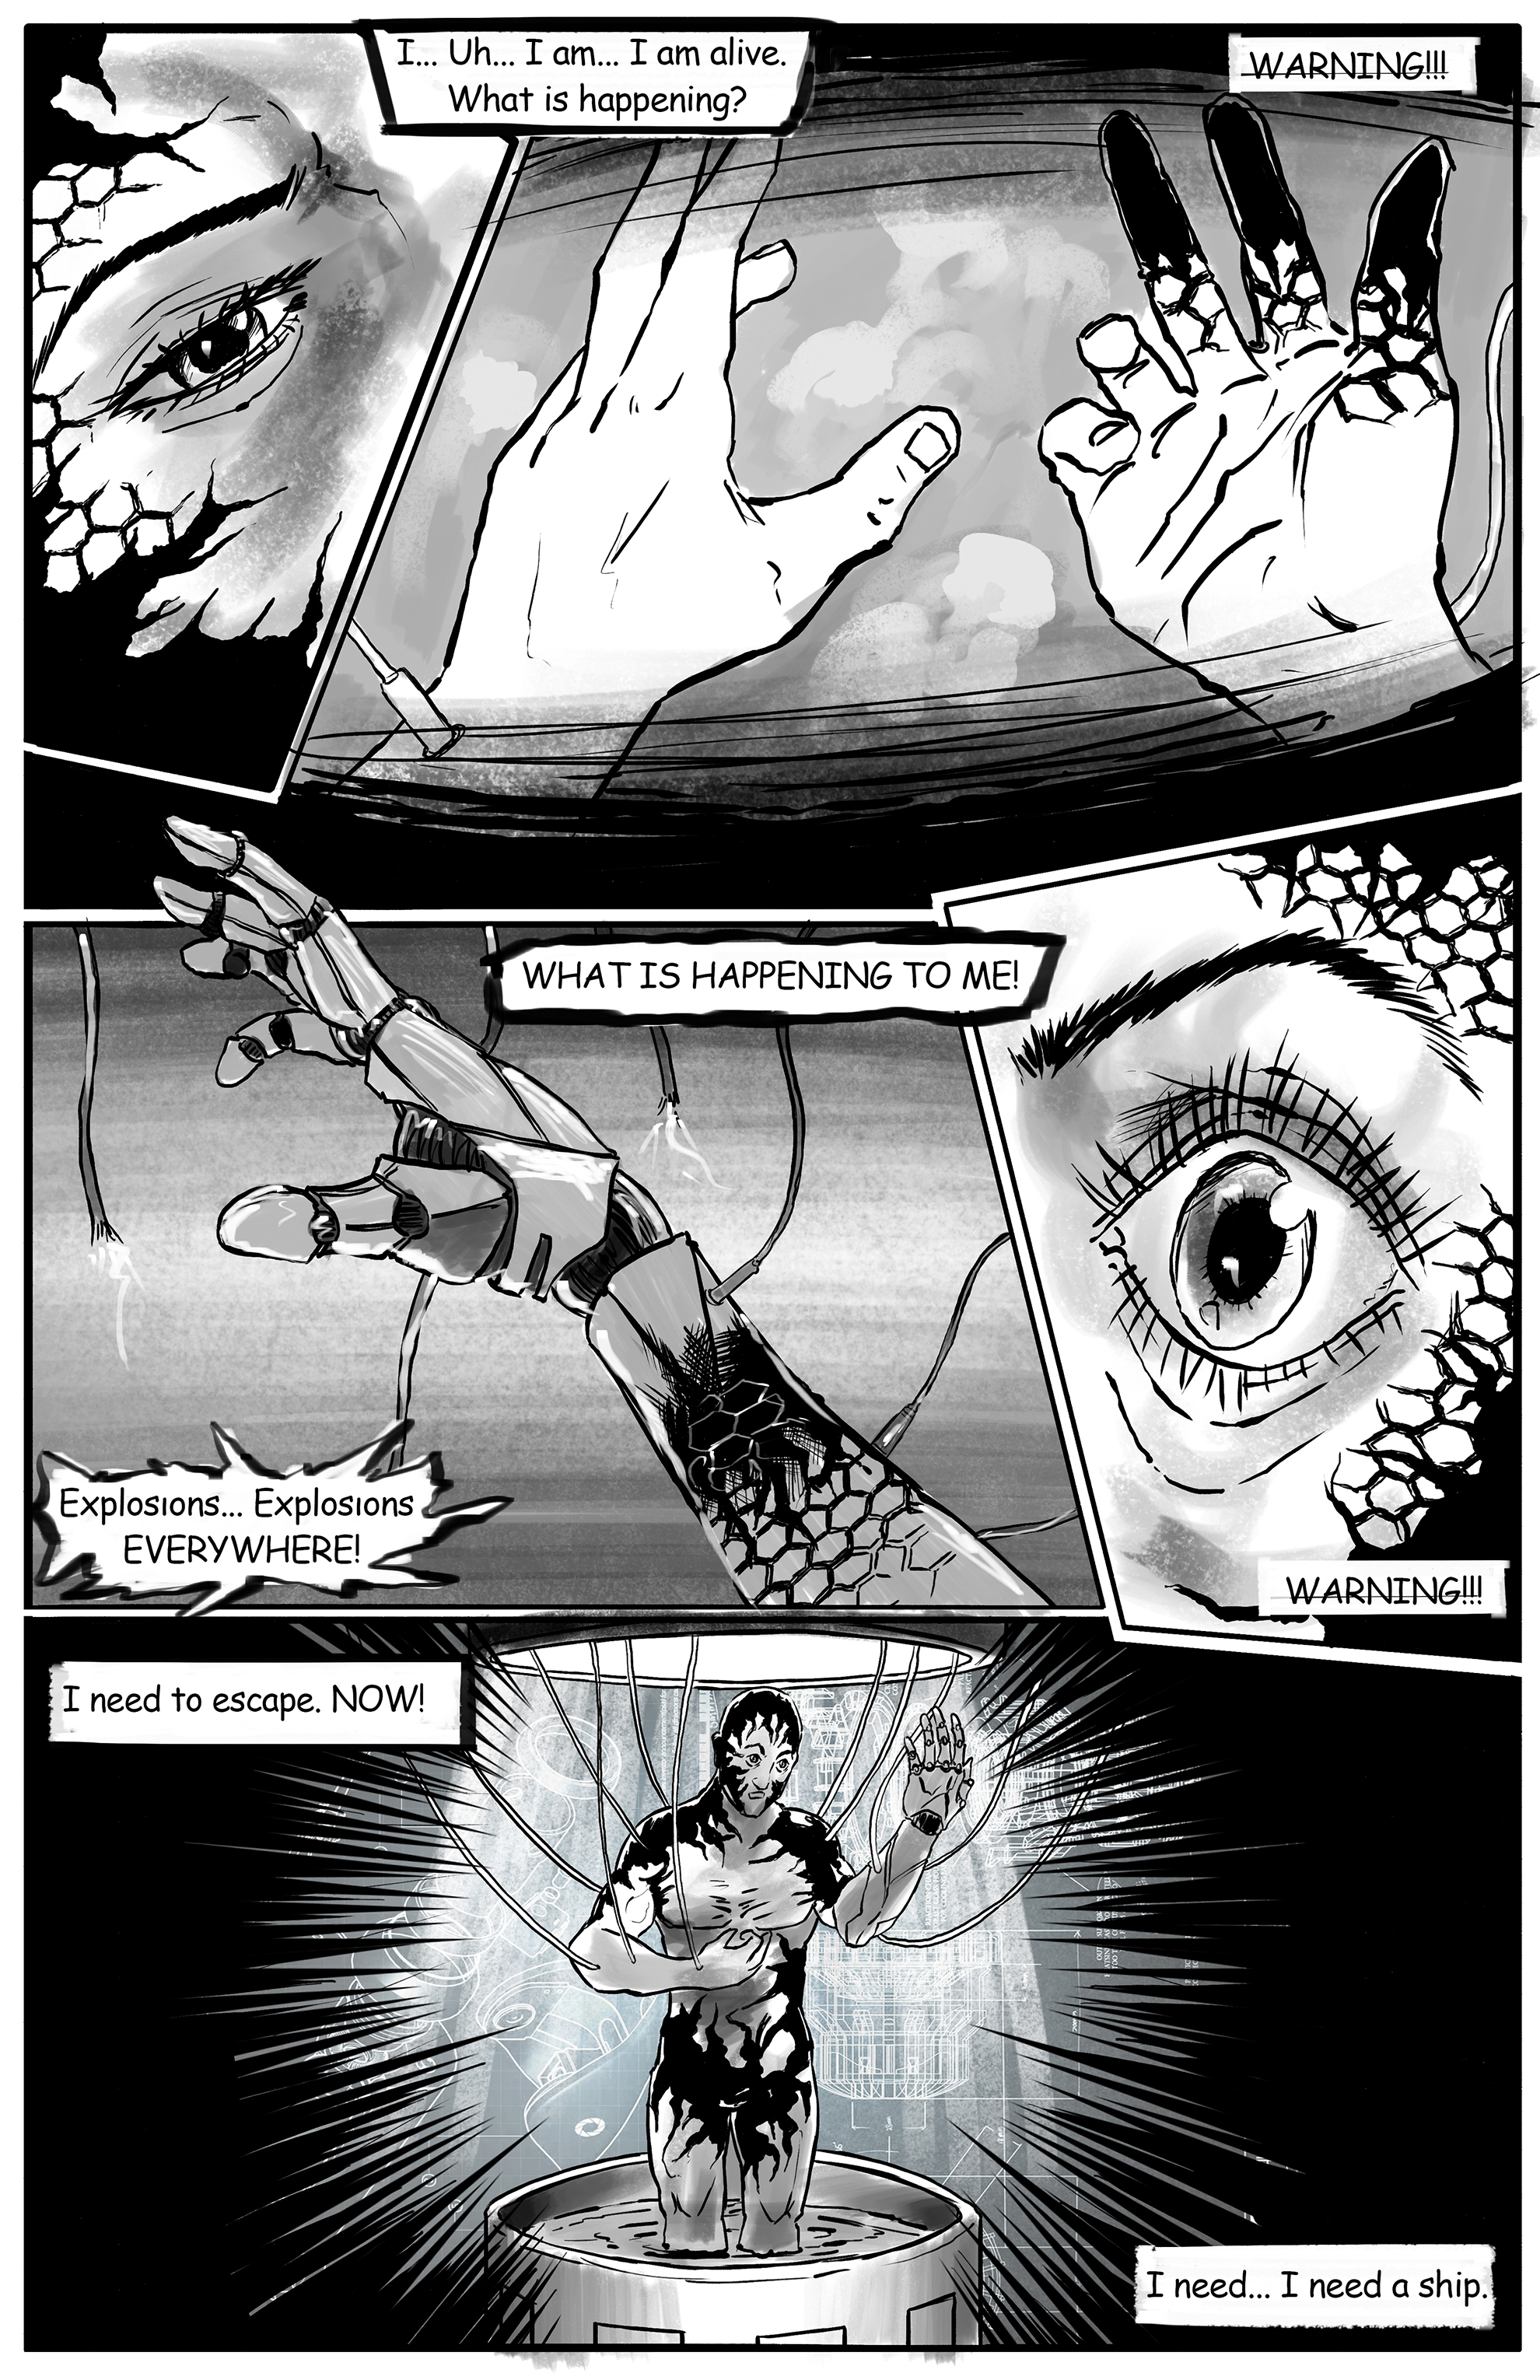 I... Uh... I am... I am alive.
What is happening?
WARNING!!!
WHAT IS HAPPENING TO ME!
Explosions... Explosions
EVERYWHERE!
WARNING!!!
I need to escape. NOW!
I need... I need a ship.